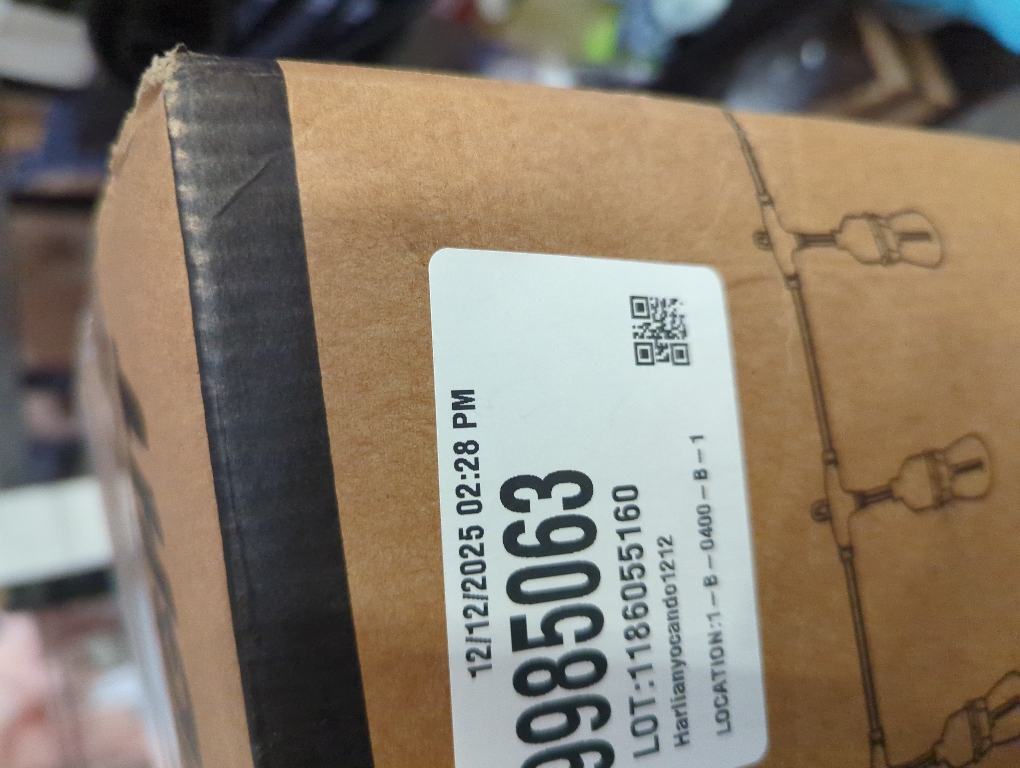 12/12/2025 02:28 PM
9985063
LOT:1186055160
Harlianyocando1212
LOCATION:1-B-0400-B-1